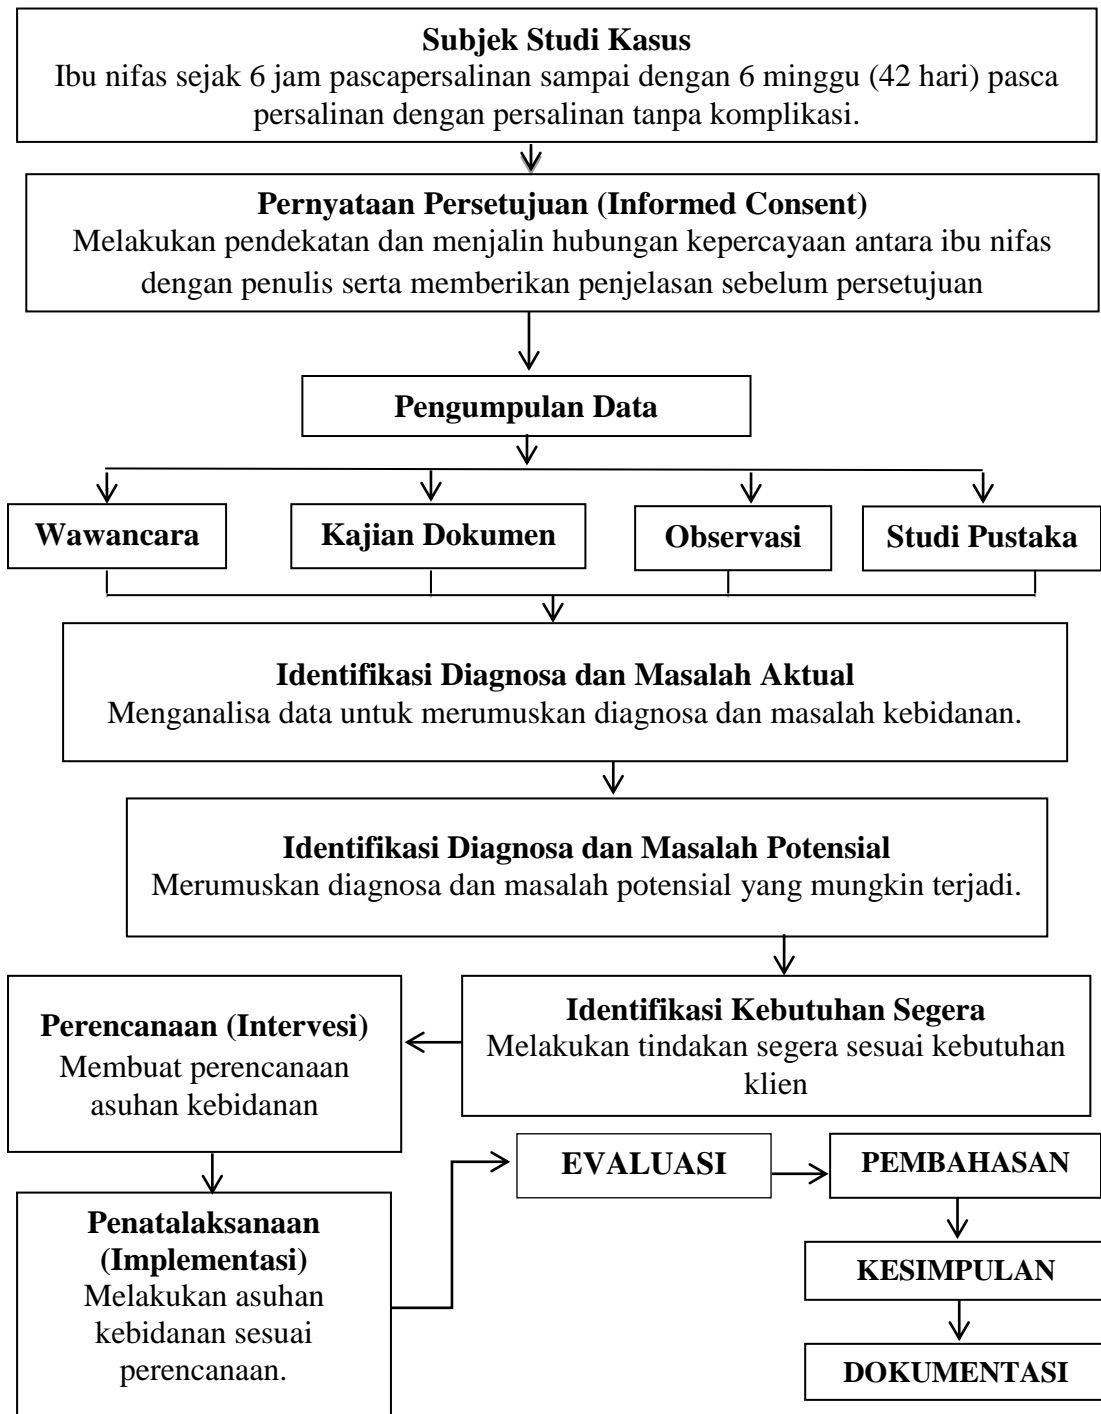 Subjek Studi Kasus
Ibu nifas sejak 6 jam pascapersalinan sampai dengan 6 minggu (42 hari) pasca
persalinan dengan persalinan tanpa komplikasi.
Pernyataan Persetujuan (Informed Consent)
Melakukan pendekatan dan menjalin hubungan kepercayaan antara ibu nifas
dengan penulis serta memberikan penjelasan sebelum persetujuan
Pengumpulan Data
Wawancara
Kajian Dokumen
Observasi
Studi Pustaka
Identifikasi Diagnosa dan Masalah Aktual
Menganalisa data untuk merumuskan diagnosa dan masalah kebidanan.
Identifikasi Diagnosa dan Masalah Potensial
Merumuskan diagnosa dan masalah potensial yang mungkin terjadi.
Identifikasi Kebutuhan Segera
Melakukan tindakan segera sesuai kebutuhan
klien
Perencanaan (Intervesi)
Membuat perencanaan
asuhan kebidanan
Penatalaksanaan
(Implementasi)
Melakukan asuhan
kebidanan sesuai
perencanaan.
EVALUASI
PEMBAHASAN
KESIMPULAN
DOKUMENTASI